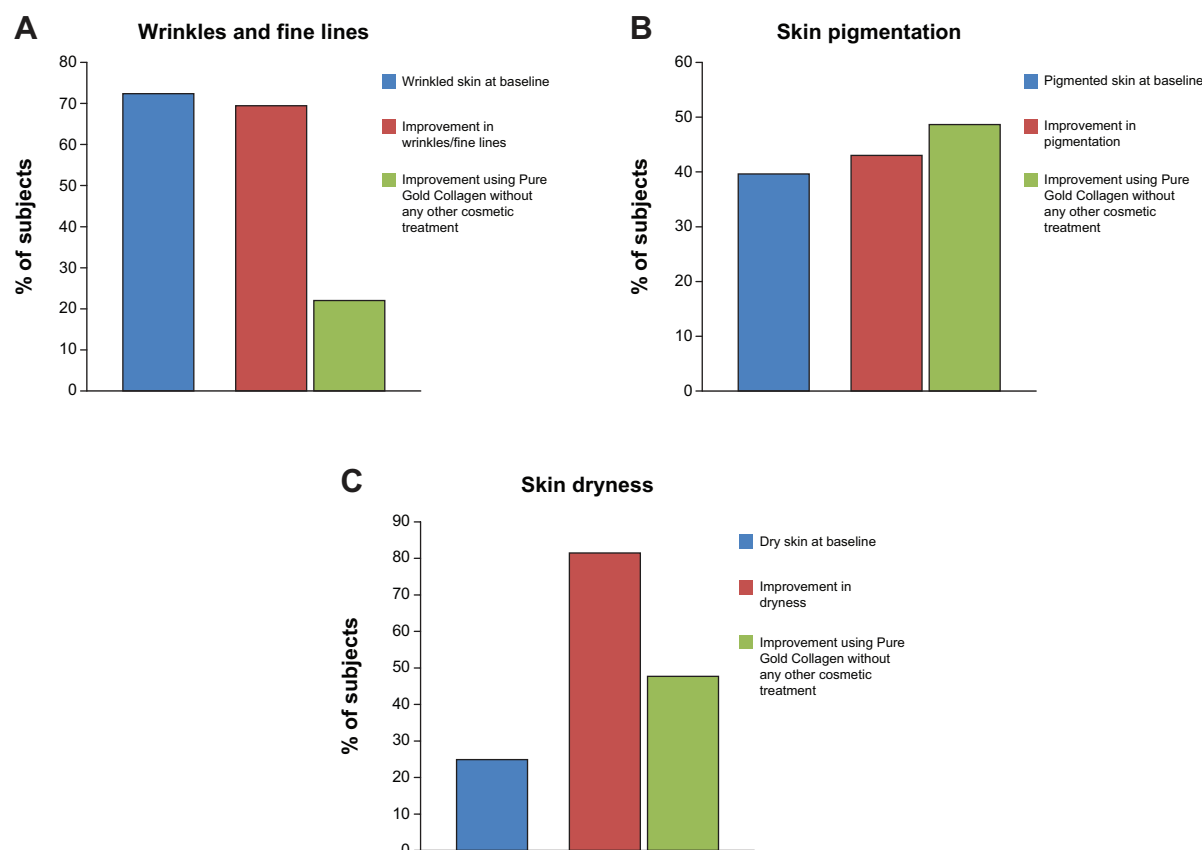 A
Wrinkles and fine lines
% of subjects
80
70
60
50
40
30
20
10
0
Wrinkled skin at baseline
Improvement in
wrinkles/fine lines
Improvement using Pure
Gold Collagen without
any other cosmetic
treatment
B
Skin pigmentation
% of subjects
60
50
40
30
20
10
0
Pigmented skin at baseline
Improvement in
pigmentation
Improvement using Pure
Gold Collagen without
any other cosmetic
treatment
C
Skin dryness
% of subjects
90
80
70
60
50
40
30
20
10
0
Dry skin at baseline
Improvement in
dryness
Improvement using Pure
Gold Collagen without
any other cosmetic
treatment